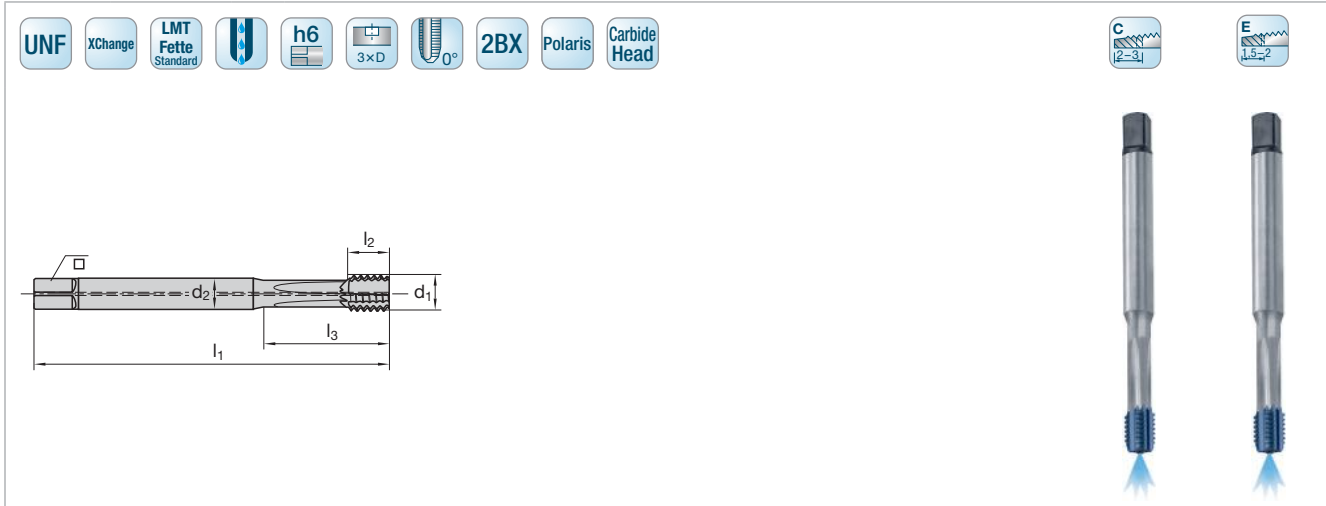 UNF
XChange
LMT
Fette
Standard
h6
3×D
0°
2BX
Polaris
Carbide
Head
C
2–3
E
1,5–2
l2
d2
d1
l3
l1